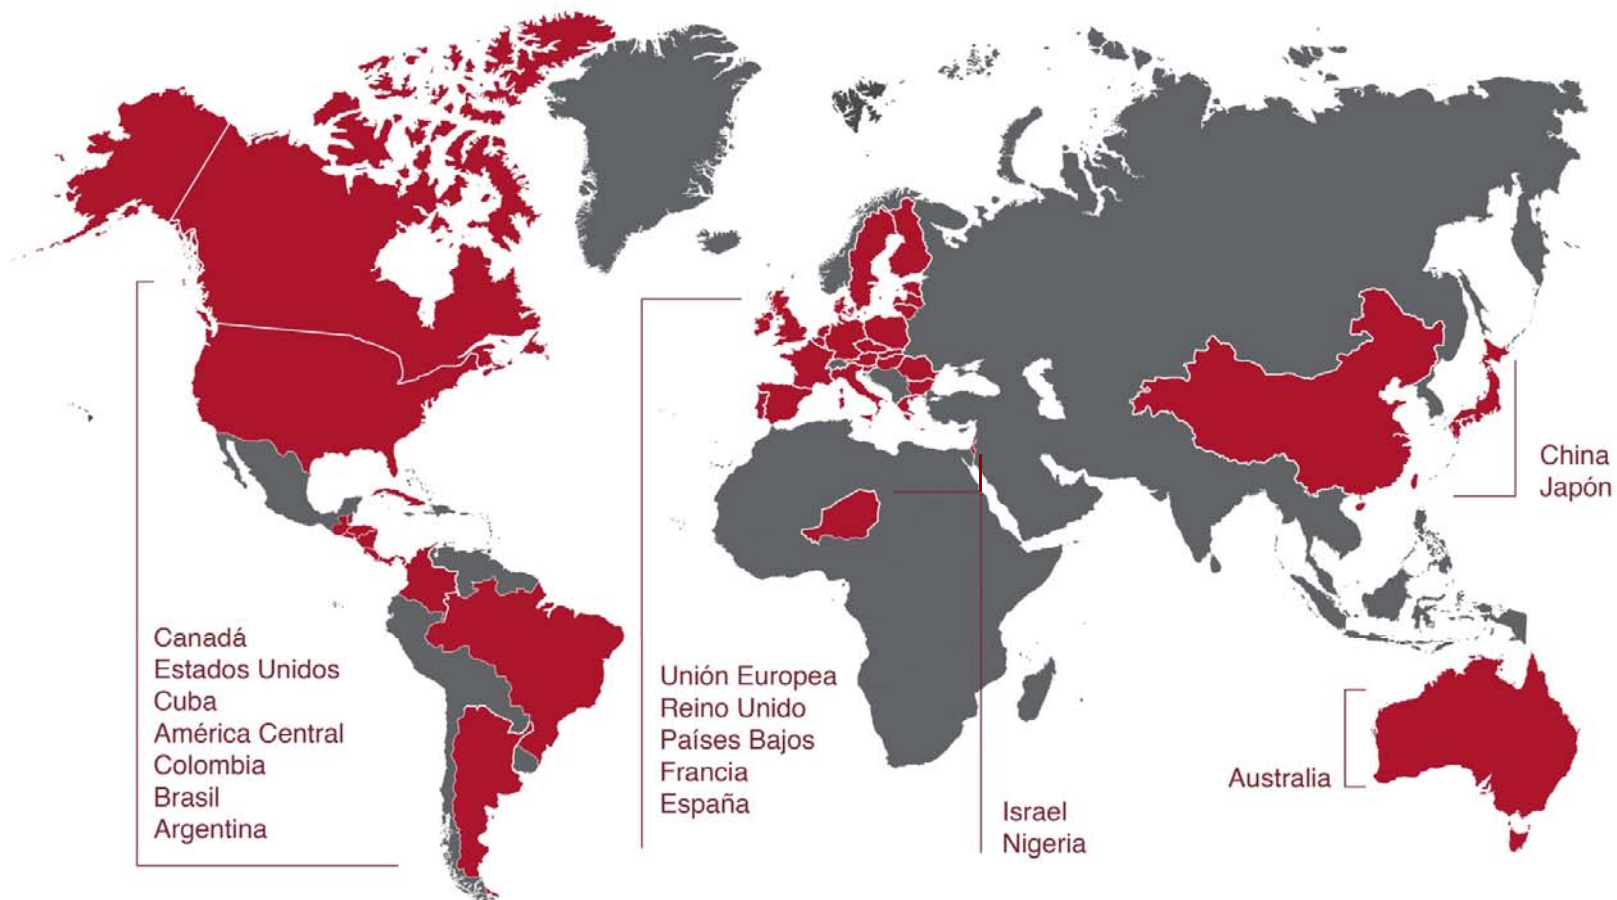 Canadá
Estados Unidos
Cuba
América Central
Colombia
Brasil
Argentina
Unión Europea
Reino Unido
Países Bajos
Francia
España
Israel
Nigeria
China
Japón
Australia